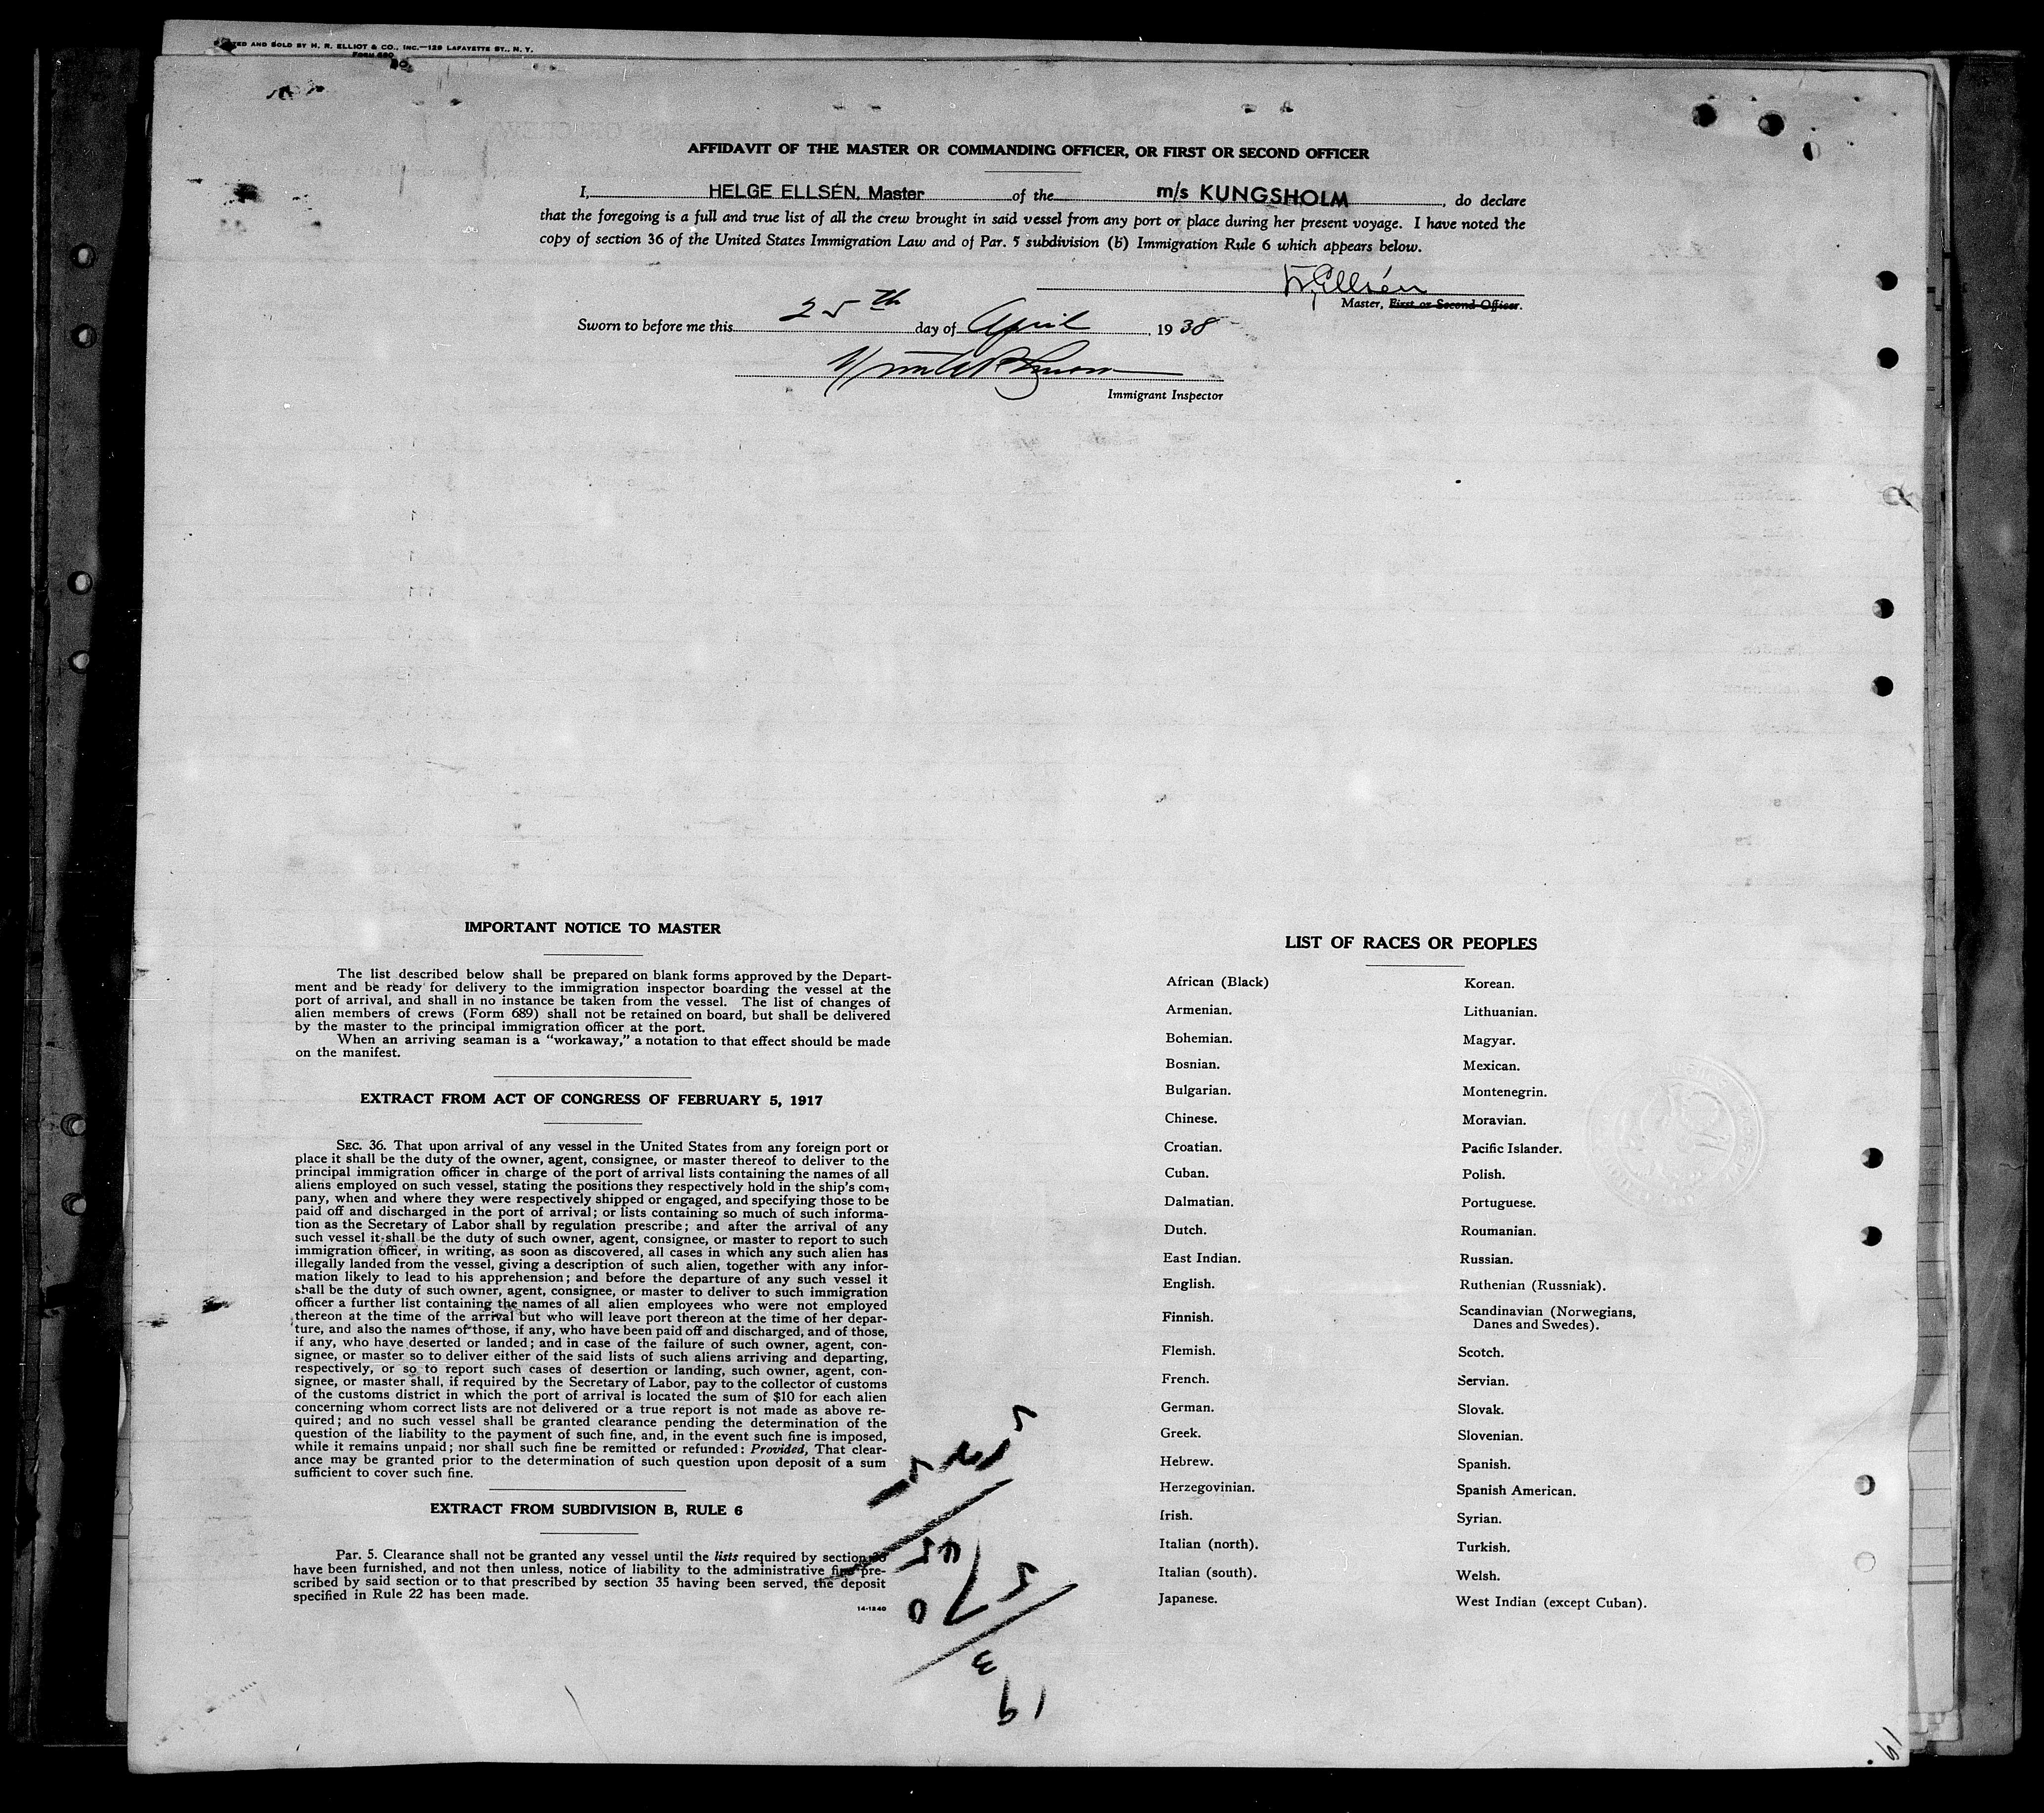 TED AND SOLD BY H. R. ELLIOT & CO., INC.—129 LAFAYETTE ST., N. Y.
FORM 680
AFFIDAVIT OF THE MASTER OR COMMANDING OFFICER, OR FIRST OR SECOND OFFICER
I, HELGE ELLSÉN, Master of the m/s KUNGSHOLM, do declare
that the foregoing is a full and true list of all the crew brought in said vessel from any port or place during her present voyage. I have noted the
copy of section 36 of the United States Immigration Law and of Par. 5 subdivision (b) Immigration Rule 6 which appears below.
Ellsén
Master, First or Second Officer.
Sworn to before me this 25th day of April, 1938
Immigrant Inspector
IMPORTANT NOTICE TO MASTER
The list described below shall be prepared on blank forms approved by the Depart-
ment and be ready for delivery to the immigration inspector boarding the vessel at the
port of arrival, and shall in no instance be taken from the vessel. The list of changes of
alien members of crews (Form 689) shall not be retained on board, but shall be delivered
by the master to the principal immigration officer at the port.
When an arriving seaman is a "workaway," a notation to that effect should be made
on the manifest.
EXTRACT FROM ACT OF CONGRESS OF FEBRUARY 5, 1917
SEC. 36. That upon arrival of any vessel in the United States from any foreign port or
place it shall be the duty of the owner, agent, consignee, or master thereof to deliver to the
principal immigration officer in charge of the port of arrival lists containing the names of all
aliens employed on such vessel, stating the positions they respectively hold in the ship's com-
pany, when and where they were respectively shipped or engaged, and specifying those to be
paid off and discharged in the port of arrival; or lists containing so much of such informa-
tion as the Secretary of Labor shall by regulation prescribe; and after the arrival of any
such vessel it shall be the duty of such owner, agent, consignee, or master to report to such
immigration officer, in writing, as soon as discovered, all cases in which any such alien has
illegally landed from the vessel, giving a description of such alien, together with any infor-
mation likely to lead to his apprehension; and before the departure of any such vessel it
shall be the duty of such owner, agent, consignee, or master to deliver to such immigration
officer a further list containing the names of all alien employees who were not employed
thereon at the time of the arrival but who will leave port thereon at the time of her depar-
ture, and also the names of those, if any, who have been paid off and discharged, and of those,
if any, who have deserted or landed; and in case of the failure of such owner, agent, con-
signee, or master so to deliver either of the said lists of such aliens arriving and departing,
respectively, or so to report such cases of desertion or landing, such owner, agent, con-
signee, or master shall, if required by the Secretary of Labor, pay to the collector of customs
of the customs district in which the port of arrival is located the sum of $10 for each alien
concerning whom correct lists are not delivered or a true report is not made as above re-
quired; and no such vessel shall be granted clearance pending the determination of the
question of the liability to the payment of such fine, and, in the event such fine is imposed,
while it remains unpaid; nor shall such fine be remitted or refunded: Provided, That clear-
ance may be granted prior to the determination of such question upon deposit of a sum
sufficient to cover such fine.
EXTRACT FROM SUBDIVISION B, RULE 6
Par. 5. Clearance shall not be granted any vessel until the lists required by section 36
have been furnished, and not then unless, notice of liability to the administrative fine pre-
scribed by said section or to that prescribed by section 35 having been served, the deposit
specified in Rule 22 has been made.
14-1240
LIST OF RACES OR PEOPLES
African (Black)
Armenian.
Bohemian.
Bosnian.
Bulgarian.
Chinese.
Croatian.
Cuban.
Dalmatian.
Dutch.
East Indian.
English.
Finnish.
Flemish.
French.
German.
Greek.
Hebrew.
Herzegovinian.
Irish.
Italian (north).
Italian (south).
Japanese.
Korean.
Lithuanian.
Magyar.
Mexican.
Montenegrin.
Moravian.
Pacific Islander.
Polish.
Portuguese.
Roumanian.
Russian.
Ruthenian (Russniak).
Scandinavian (Norwegians,
Danes and Swedes).
Scotch.
Servian.
Slovak.
Slovenian.
Spanish.
Spanish American.
Syrian.
Turkish.
Welsh.
West Indian (except Cuban).